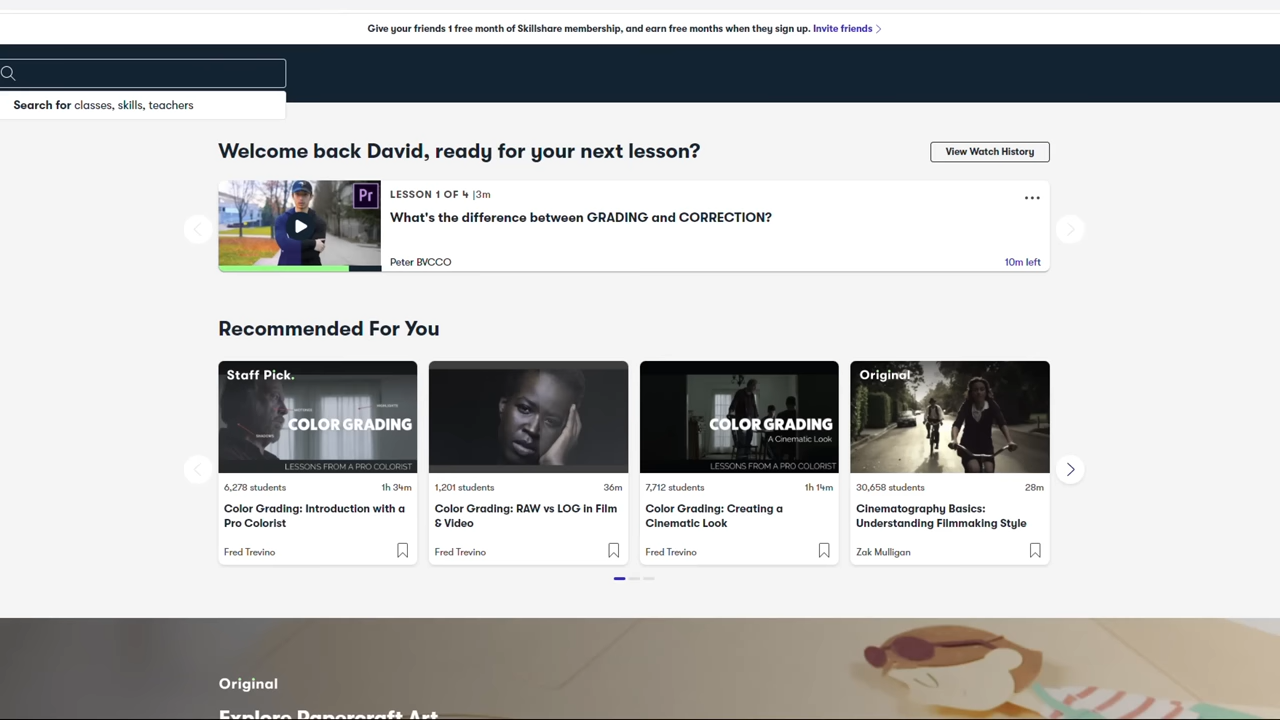 Give your friends 1 free month of Skillshare membership, and earn free months when they sign up. Invite friends
Search for classes, skills, teachers
Welcome back David, ready for your next lesson?
View Watch History
Pr
LESSON 1 OF 4 |3m
What's the difference between GRADING and CORRECTION?
Peter BVCCO
10m left
Recommended For You
Staff Pick.
HIGHLIGHTS
MIDTONES
SHADOWS
COLOR GRADING
LESSONS FROM A PRO COLORIST
COLOR GRADING
A Cinematic Look
LESSONS FROM A PRO COLORIST
Original
6,278 students
1h 34m
Color Grading: Introduction with a
Pro Colorist
Fred Trevino
1,201 students
36m
Color Grading: RAW vs LOG in Film
& Video
Fred Trevino
7,712 students
1h 14m
Color Grading: Creating a
Cinematic Look
Fred Trevino
30,658 students
28m
Cinematography Basics:
Understanding Filmmaking Style
Zak Mulligan
Original
Explore Papercraft Art